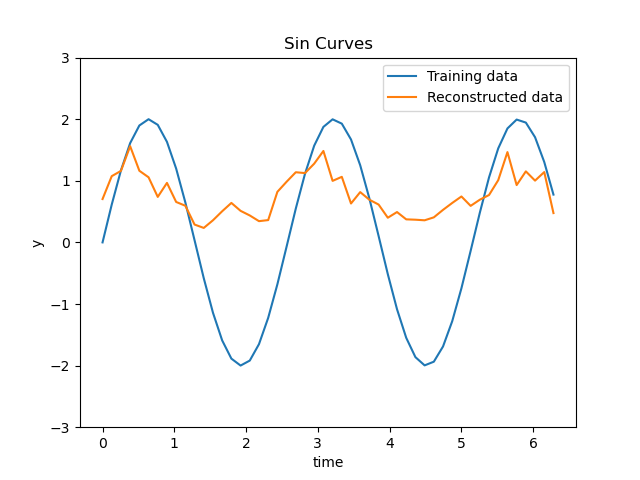 Sin Curves
Training data
Reconstructed data
3
2
1
0
−1
−2
−3
y
0 1 2 3 4 5 6
time